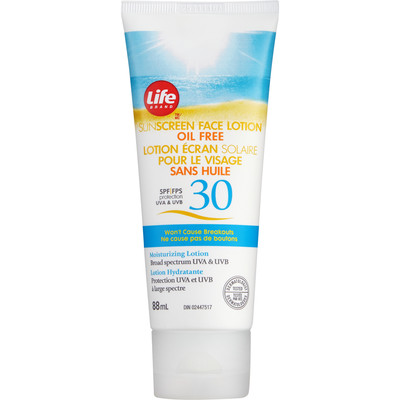 Life
BRAND
SUNSCREEN FACE LOTION
OIL FREE
LOTION ÉCRAN SOLAIRE
POUR LE VISAGE
SANS HUILE
SPF/FPS
protection
UVA & UVB
30
Won't Cause Breakouts
Ne cause pas de boutons
Moisturizing Lotion
Broad spectrum UVA & UVB
Lotion Hydratante
Protection UVA et UVB
à large spectre
88mL
DIN 02447517
TESTED